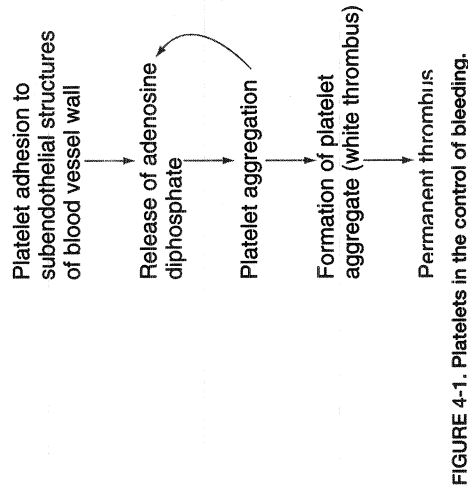 Platelet adhesion to
subendothelial structures
of blood vessel wall
Release of adenosine
diphosphate
Platelet aggregation
Formation of platelet
aggregate (white thrombus)
Permanent thrombus
FIGURE 4-1. Platelets in the control of bleeding.